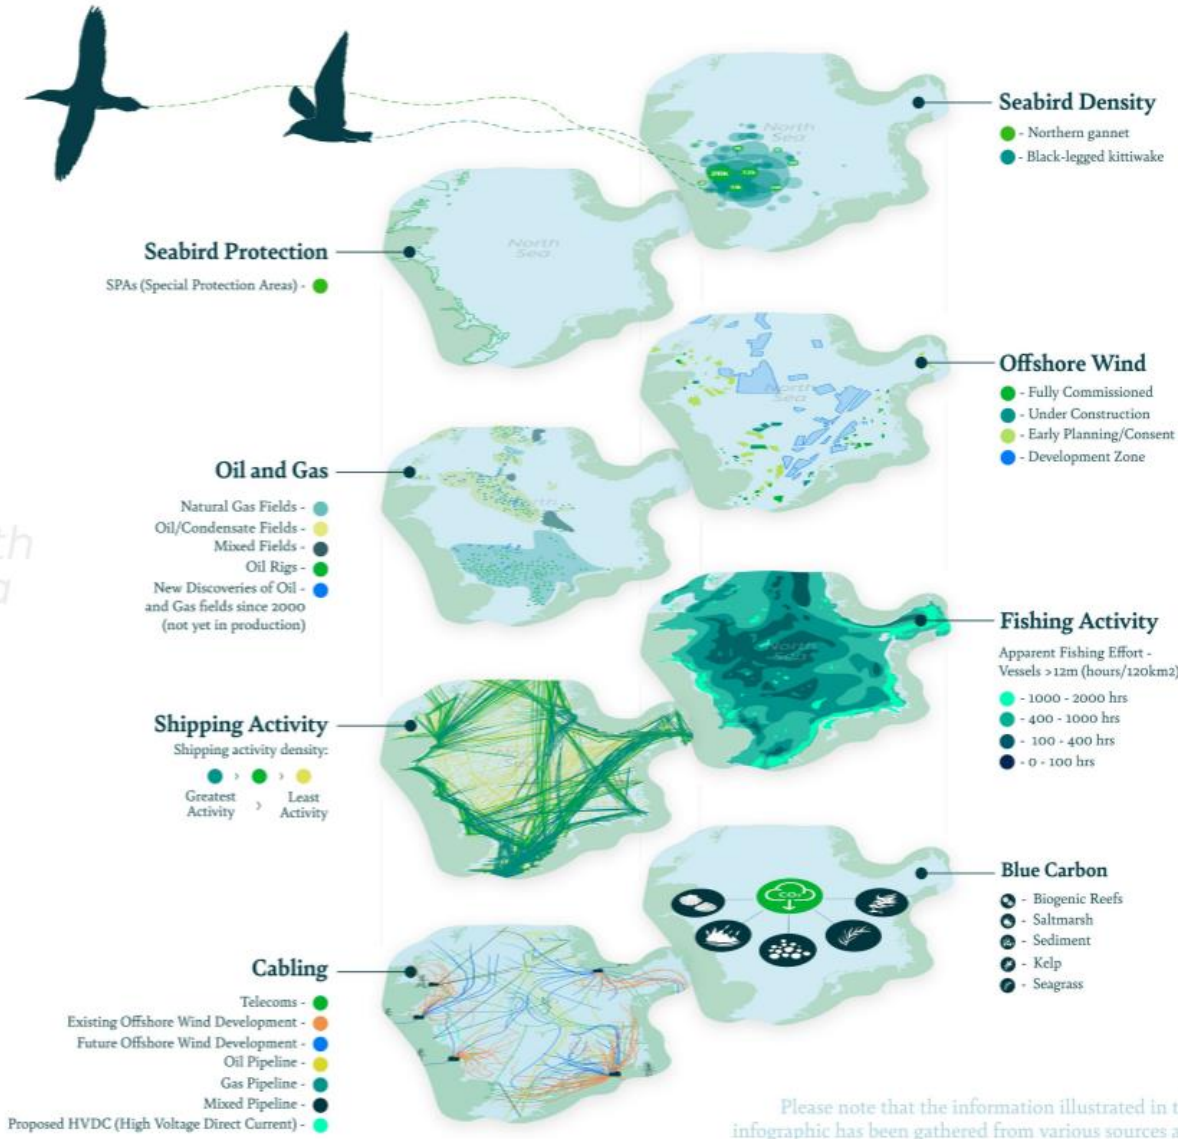 Seabird Density
- Northern gannet
- Black-legged kittiwake
North
Sea
Seabird Protection
SPAs (Special Protection Areas) -
North
Sea
Offshore Wind
- Fully Commissioned
- Under Construction
- Early Planning/Consent
- Development Zone
North
Sea
Oil and Gas
Natural Gas Fields -
Oil/Condensate Fields -
Mixed Fields -
Oil Rigs -
New Discoveries of Oil -
and Gas fields since 2000
(not yet in production)
North
Fishing Activity
Apparent Fishing Effort -
Vessels >12m (hours/120km2)
- 1000 - 2000 hrs
- 400 - 1000 hrs
- 100 - 400 hrs
- 0 - 100 hrs
North
Sea
Shipping Activity
Shipping activity density:
› ›
Greatest Activity › Least Activity
Blue Carbon
- Biogenic Reefs
- Saltmarsh
- Sediment
- Kelp
- Seagrass
CO2
Cabling
Telecoms -
Existing Offshore Wind Development -
Future Offshore Wind Development -
Oil Pipeline -
Gas Pipeline -
Mixed Pipeline -
Proposed HVDC (High Voltage Direct Current) -
Please note that the information illustrated in t
infographic has been gathered from various sources a